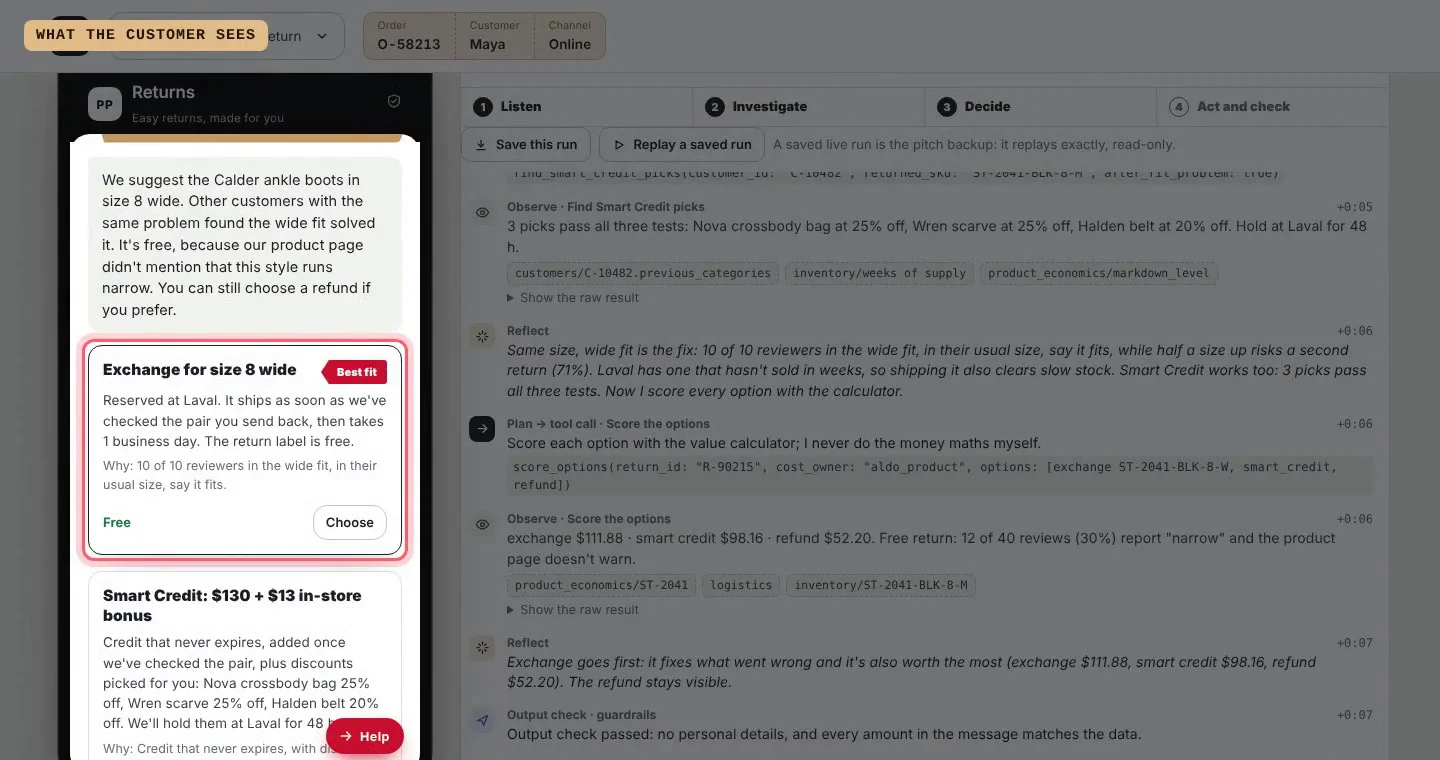 WHAT THE CUSTOMER SEES
eturn
Order
O-58213
Customer
Maya
Channel
Online
PP
Returns
Easy returns, made for you
We suggest the Calder ankle boots in
size 8 wide. Other customers with the
same problem found the wide fit solved
it. It's free, because our product page
didn't mention that this style runs
narrow. You can still choose a refund if
you prefer.
Exchange for size 8 wide
Best fit
Reserved at Laval. It ships as soon as we've
checked the pair you send back, then takes
1 business day. The return label is free.
Why: 10 of 10 reviewers in the wide fit, in their
usual size, say it fits.
Free
Choose
Smart Credit: $130 + $13 in-store
bonus
Credit that never expires, added once
we've checked the pair, plus discounts
picked for you: Nova crossbody bag 25%
off, Wren scarve 25% off, Halden belt 20%
off. We'll hold them at Laval for 48 h
Why: Credit that never expires, with dis
→ Help
1 Listen
2 Investigate
3 Decide
4 Act and check
Save this run
Replay a saved run
A saved live run is the pitch backup: it replays exactly, read-only.
find_smart_credit_picks(customer_id: "C-10482", returned_sku: "ST-2041-BLK-8-M", after_fit_problem: true)
Observe · Find Smart Credit picks
+0:05
3 picks pass all three tests: Nova crossbody bag at 25% off, Wren scarve at 25% off, Halden belt at 20% off. Hold at Laval for 48
h.
customers/C-10482.previous_categories
inventory/weeks of supply
product_economics/markdown_level
Show the raw result
Reflect
+0:06
Same size, wide fit is the fix: 10 of 10 reviewers in the wide fit, in their usual size, say it fits, while half a size up risks a second
return (71%). Laval has one that hasn't sold in weeks, so shipping it also clears slow stock. Smart Credit works too: 3 picks pass
all three tests. Now I score every option with the calculator.
Plan → tool call · Score the options
+0:06
Score each option with the value calculator; I never do the money maths myself.
score_options(return_id: "R-90215", cost_owner: "aldo_product", options: [exchange ST-2041-BLK-8-W, smart_credit,
refund])
Observe · Score the options
+0:06
exchange $111.88 · smart credit $98.16 · refund $52.20. Free return: 12 of 40 reviews (30%) report "narrow" and the product
page doesn't warn.
product_economics/ST-2041
logistics
inventory/ST-2041-BLK-8-M
Show the raw result
Reflect
+0:07
Exchange goes first: it fixes what went wrong and it's also worth the most (exchange $111.88, smart credit $98.16, refund
$52.20). The refund stays visible.
Output check · guardrails
+0:07
Output check passed: no personal details, and every amount in the message matches the data.